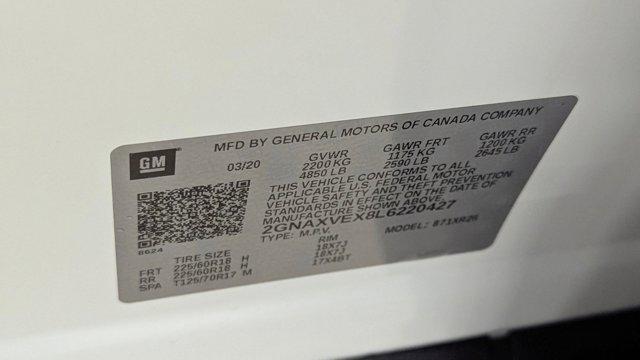 GM
MFD BY GENERAL MOTORS OF CANADA COMPANY
03/20 GVWR GAWR FRT GAWR RR
2200 KG 1175 KG 1200 KG
4850 LB 2590 LB 2645 LB
THIS VEHICLE CONFORMS TO ALL
APPLICABLE U.S. FEDERAL MOTOR
VEHICLE SAFETY AND THEFT PREVENTION
STANDARDS IN EFFECT ON THE DATE OF
MANUFACTURE SHOWN ABOVE.
2GNAXVEX8L6220427
TYPE: M.P.V. MODEL:
8624
TIRE SIZE RIM
FRT 225/60R18 H 18X7J
RR 225/60R18 H 18X7J
SPA T125/70R17 M 17X4BT